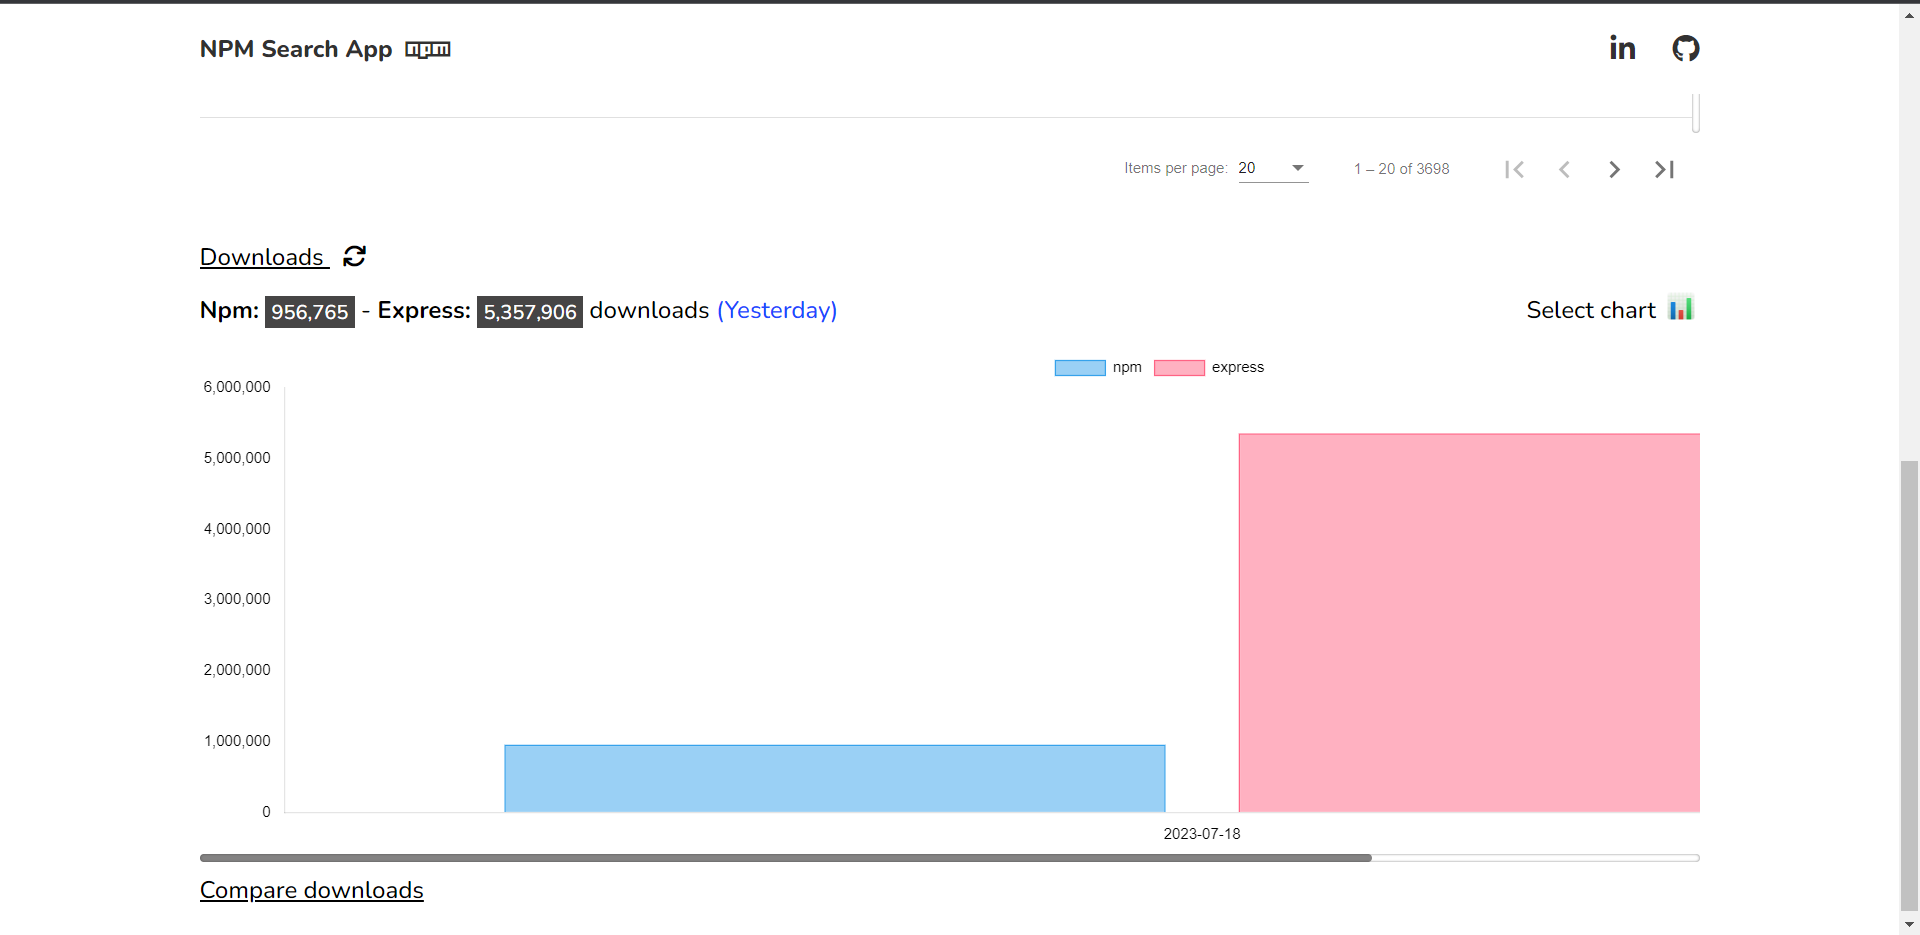 NPM Search App npm
in
Items per page: 20 1 – 20 of 3698
Downloads
Npm: 956,765 - Express: 5,357,906 downloads (Yesterday)
Select chart
npm express
6,000,000
5,000,000
4,000,000
3,000,000
2,000,000
1,000,000
0
2023-07-18
Compare downloads